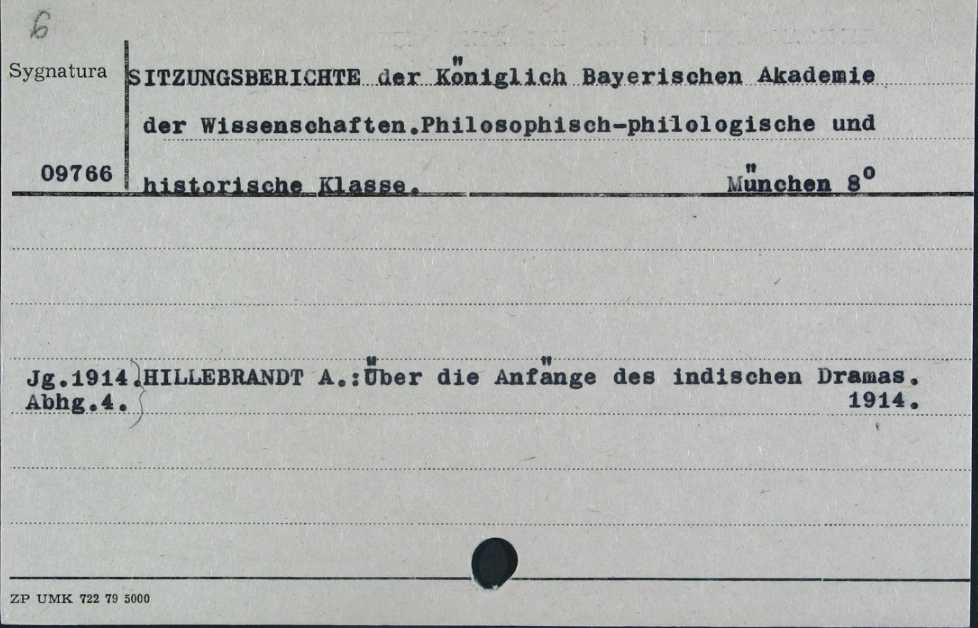 6
Sygnatura
SITZUNGSBERICHTE der Königlich Bayerischen Akademie
der Wissenschaften.Philosophisch-philologische und
09766
historische Klasse. München 8°
Jg.1914.HILLEBRANDT A.:Über die Anfänge des indischen Dramas.
Abhg.4. 1914.
ZP UMK 722 79 5000